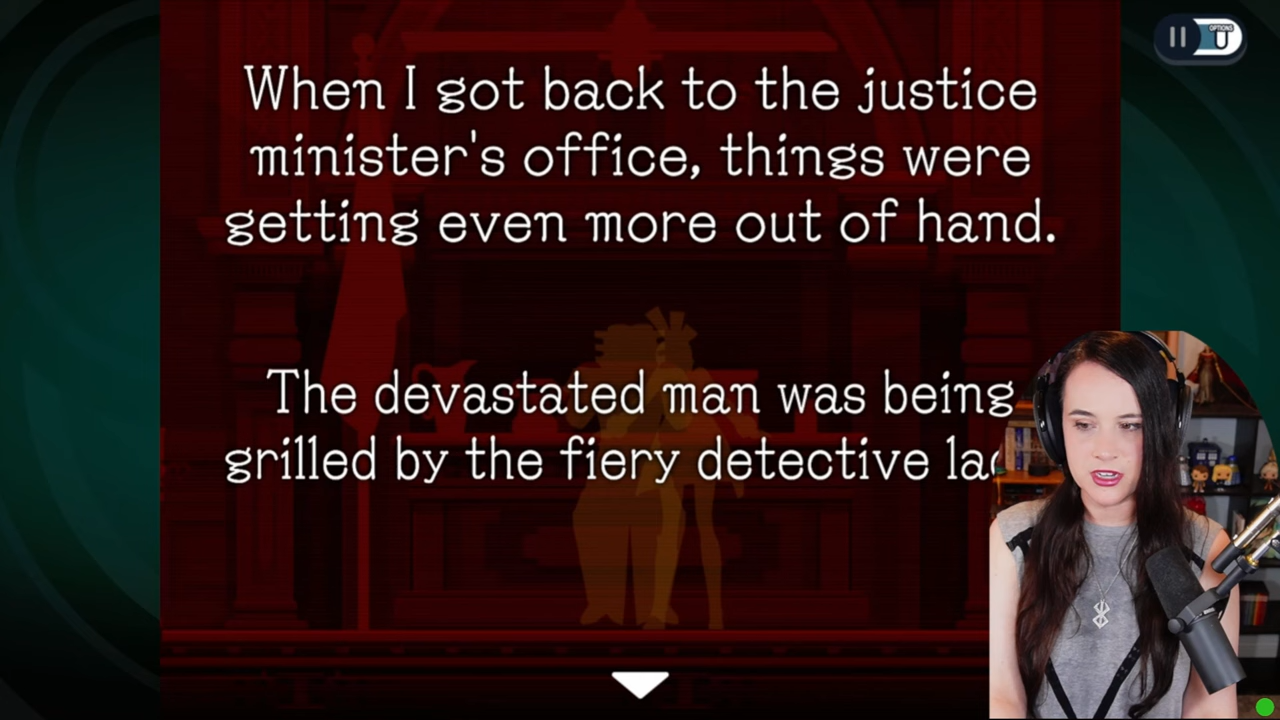 When I got back to the justice
minister's office, things were
getting even more out of hand.
The devastated man was being
grilled by the fiery detective
OPTIONS